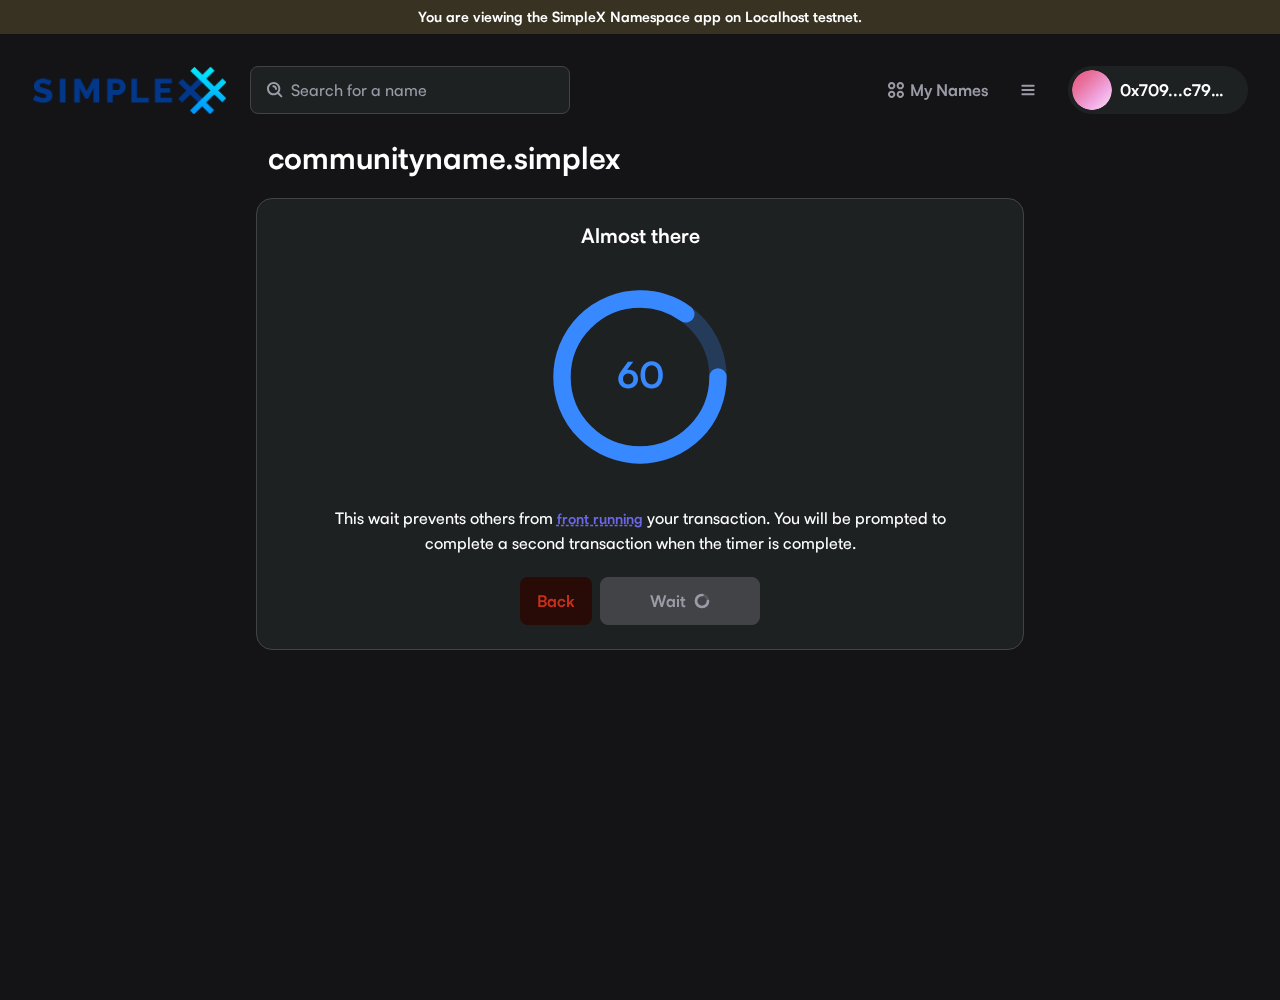 You are viewing the SimpleX Namespace app on Localhost testnet.
SIMPLEX
Search for a name
My Names
0x709...c79...
communityname.simplex
Almost there
60
This wait prevents others from front running your transaction. You will be prompted to
complete a second transaction when the timer is complete.
Back
Wait